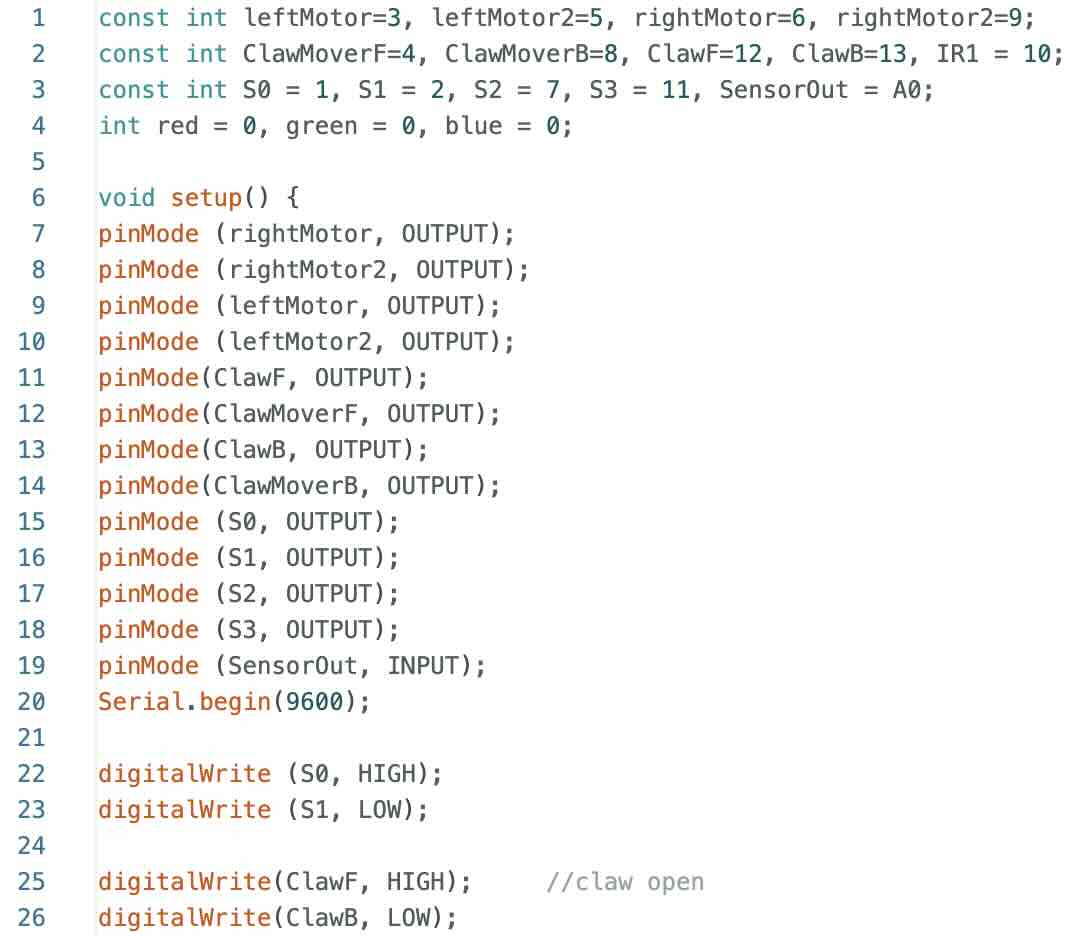 1 const int leftMotor=3, leftMotor2=5, rightMotor=6, rightMotor2=9;
2 const int ClawMoverF=4, ClawMoverB=8, ClawF=12, ClawB=13, IR1 = 10;
3 const int S0 = 1, S1 = 2, S2 = 7, S3 = 11, SensorOut = A0;
4 int red = 0, green = 0, blue = 0;
5
6 void setup() {
7 pinMode (rightMotor, OUTPUT);
8 pinMode (rightMotor2, OUTPUT);
9 pinMode (leftMotor, OUTPUT);
10 pinMode (leftMotor2, OUTPUT);
11 pinMode(ClawF, OUTPUT);
12 pinMode(ClawMoverF, OUTPUT);
13 pinMode(ClawB, OUTPUT);
14 pinMode(ClawMoverB, OUTPUT);
15 pinMode (S0, OUTPUT);
16 pinMode (S1, OUTPUT);
17 pinMode (S2, OUTPUT);
18 pinMode (S3, OUTPUT);
19 pinMode (SensorOut, INPUT);
20 Serial.begin(9600);
21
22 digitalWrite (S0, HIGH);
23 digitalWrite (S1, LOW);
24
25 digitalWrite(ClawF, HIGH);     //claw open
26 digitalWrite(ClawB, LOW);